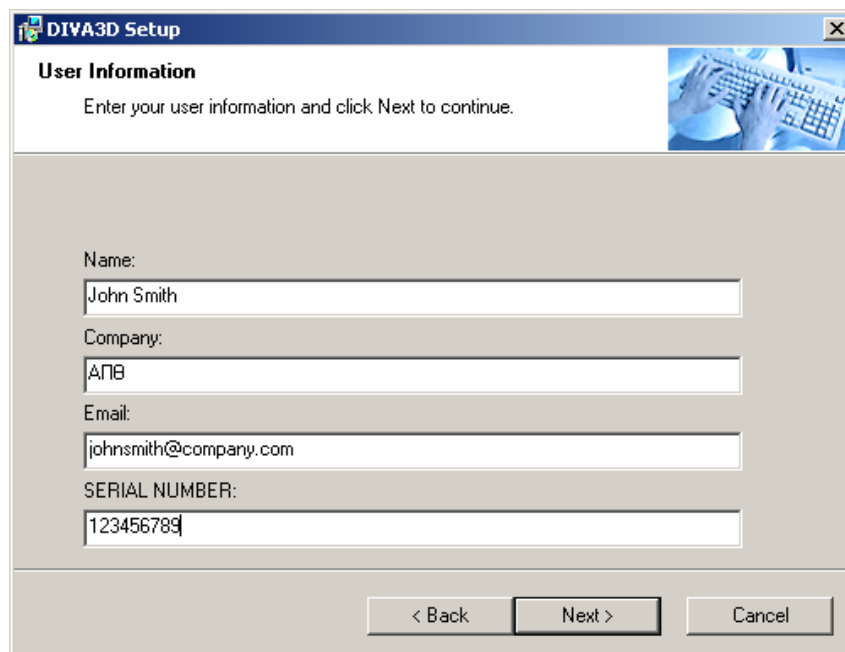 DIVA3D Setup
User Information
Enter your user information and click Next to continue.
Name:
John Smith
Company:
ΑΠΘ
Email:
johnsmith@company.com
SERIAL NUMBER:
123456789
< Back
Next >
Cancel